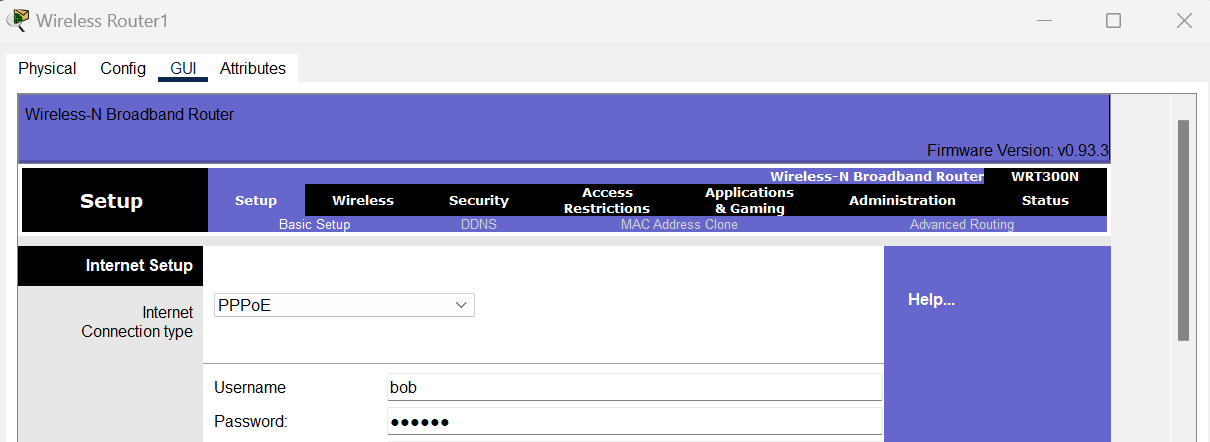 Wireless Router1
Physical Config GUI Attributes
Wireless-N Broadband Router
Firmware Version: v0.93.3
Wireless-N Broadband Router WRT300N
Setup
Setup Wireless Security Access Restrictions Applications & Gaming Administration Status
Basic Setup DDNS MAC Address Clone Advanced Routing
Internet Setup
Internet
Connection type
PPPoE
Help...
Username bob
Password: ●●●●●●